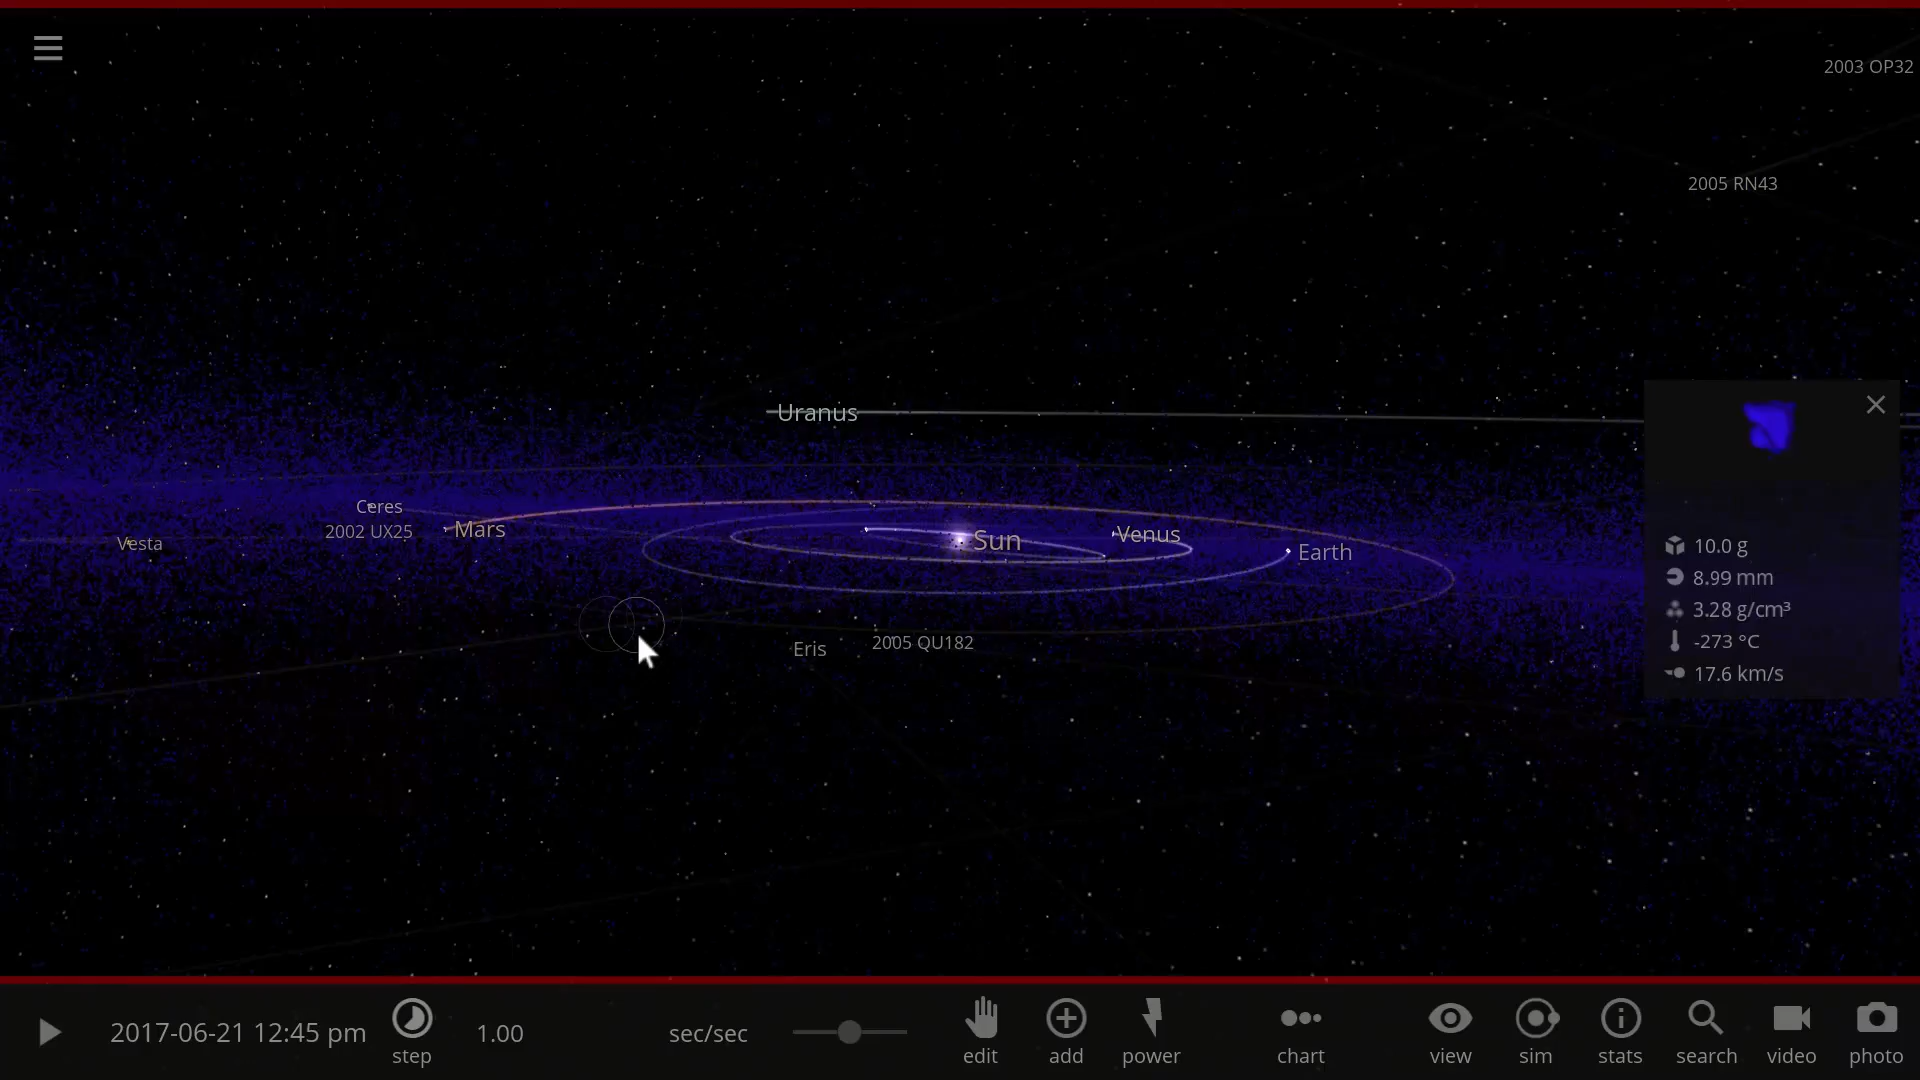 2003 OP32
2005 RN43
Uranus
Ceres
2002 UX25
Mars
Vesta
Sun
Venus
Earth
Eris
2005 QU182
10.0 g
8.99 mm
3.28 g/cm³
-273 °C
17.6 km/s
2017-06-21 12:45 pm
step
1.00
sec/sec
edit
add
power
chart
view
sim
stats
search
video
photo